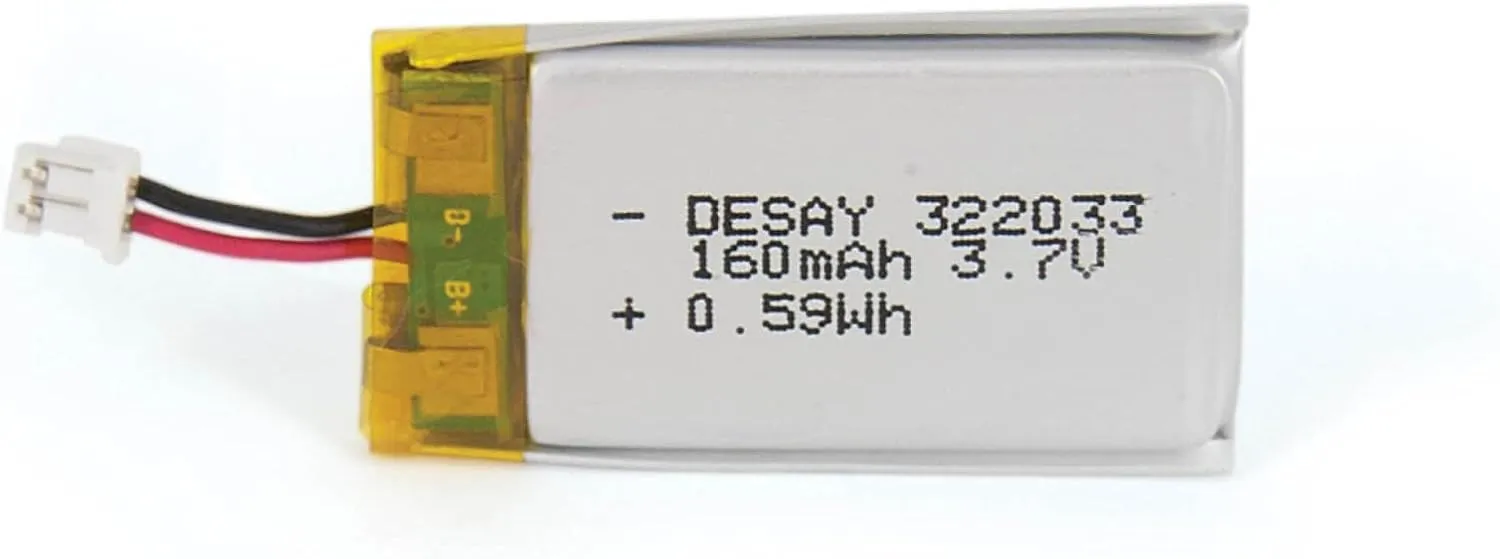 - DESAY 322033
160mAh 3.7V
+ 0.59Wh
B-
B+